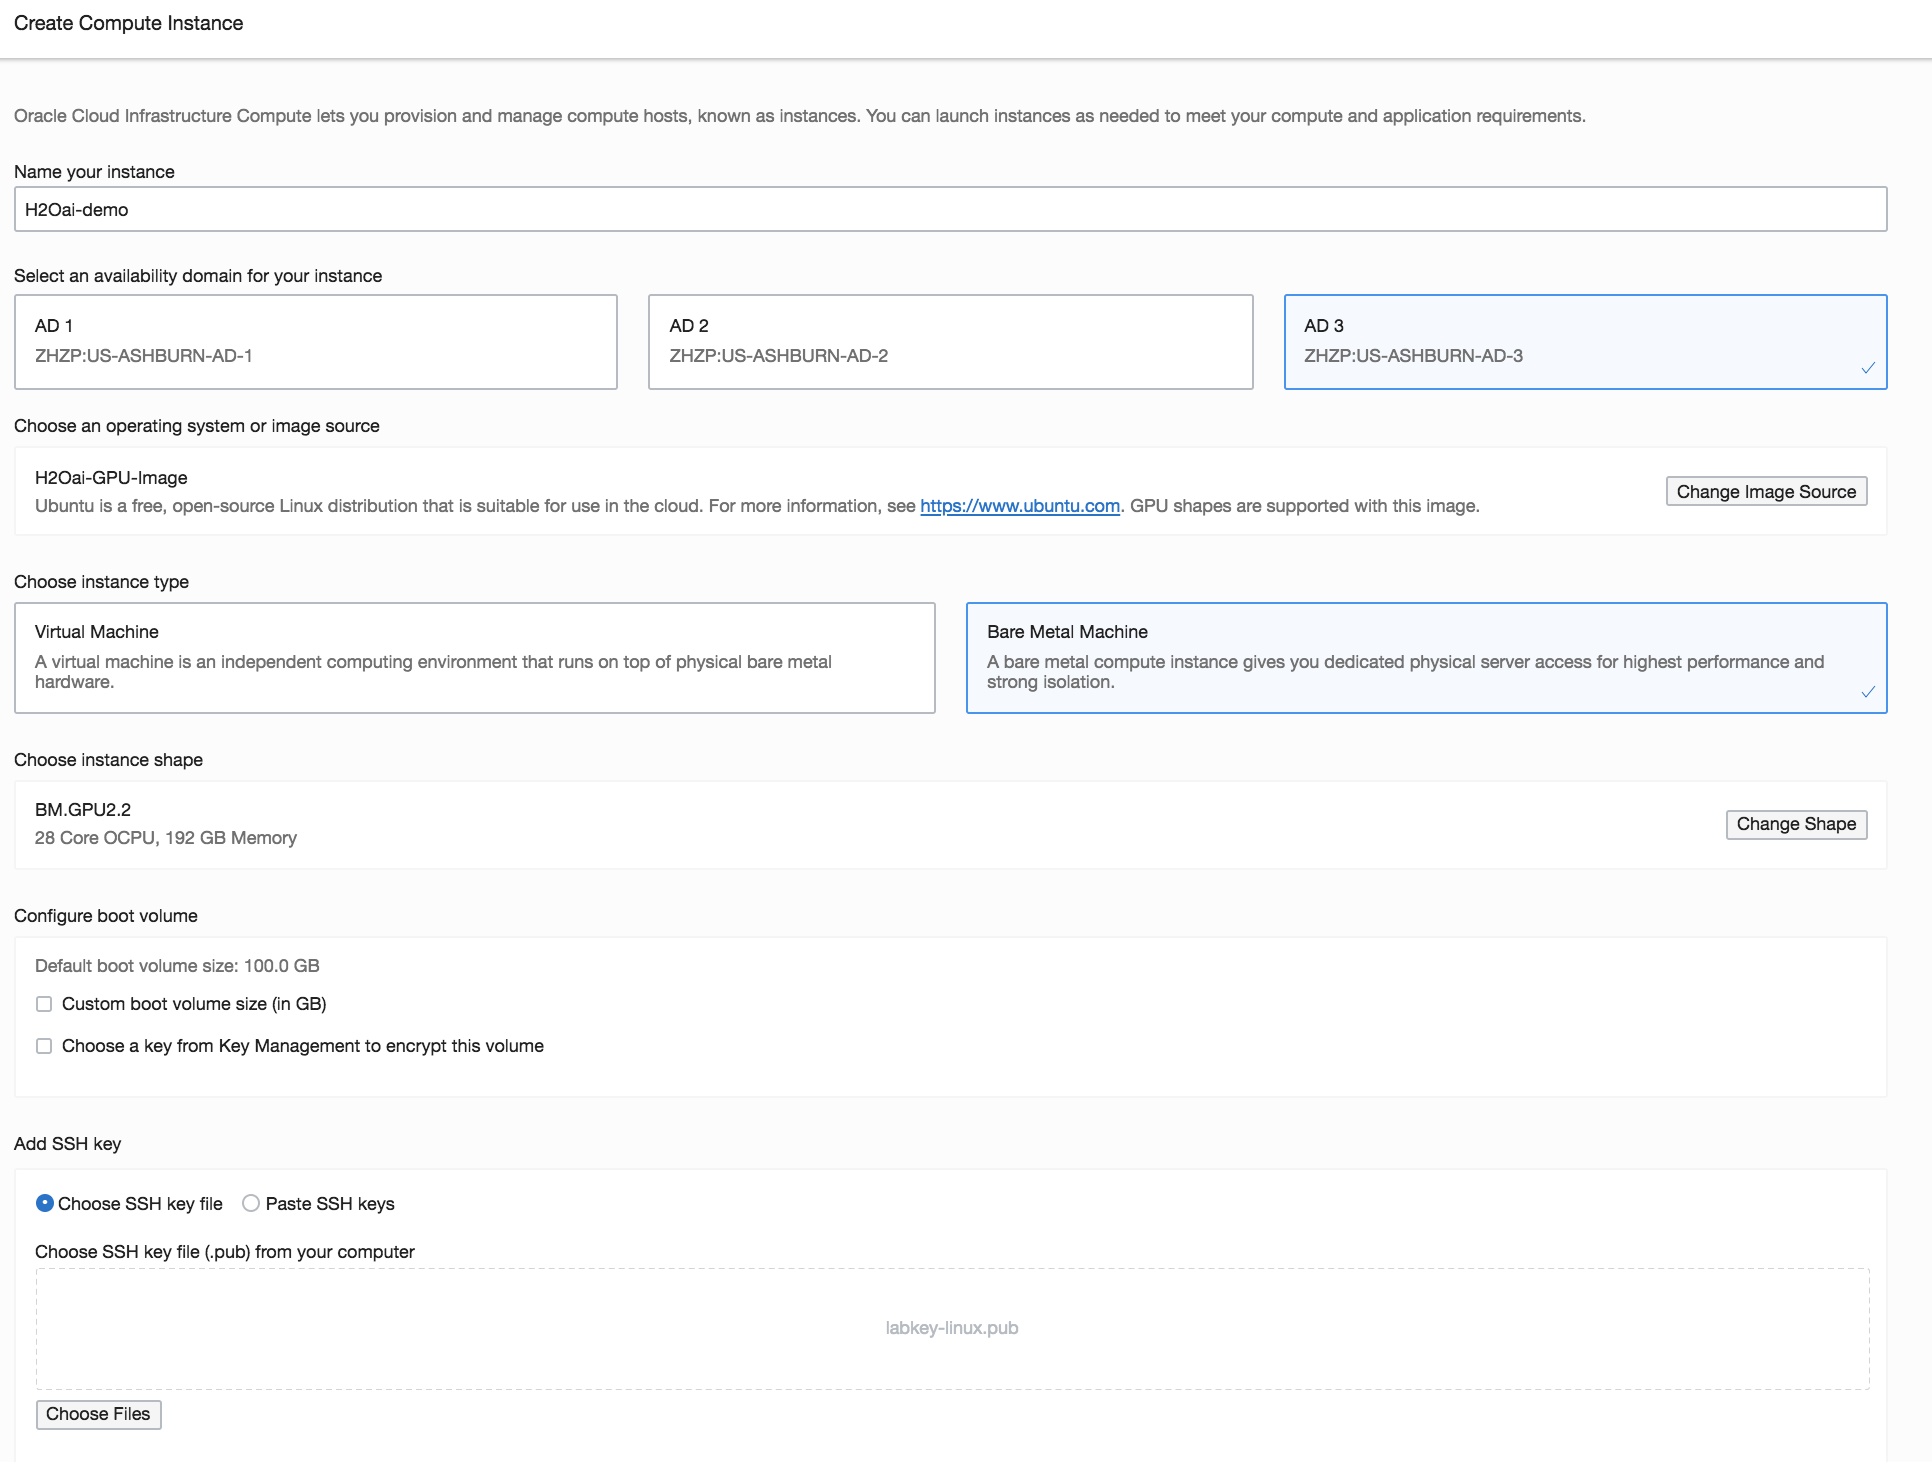 Create Compute Instance
Oracle Cloud Infrastructure Compute lets you provision and manage compute hosts, known as instances. You can launch instances as needed to meet your compute and application requirements.
Name your instance
H2Oai-demo
Select an availability domain for your instance
AD 1
ZHZP:US-ASHBURN-AD-1
AD 2
ZHZP:US-ASHBURN-AD-2
AD 3
ZHZP:US-ASHBURN-AD-3
Choose an operating system or image source
H2Oai-GPU-Image
Ubuntu is a free, open-source Linux distribution that is suitable for use in the cloud. For more information, see https://www.ubuntu.com. GPU shapes are supported with this image.
Change Image Source
Choose instance type
Virtual Machine
A virtual machine is an independent computing environment that runs on top of physical bare metal
hardware.
Bare Metal Machine
A bare metal compute instance gives you dedicated physical server access for highest performance and
strong isolation.
Choose instance shape
BM.GPU2.2
28 Core OCPU, 192 GB Memory
Change Shape
Configure boot volume
Default boot volume size: 100.0 GB
Custom boot volume size (in GB)
Choose a key from Key Management to encrypt this volume
Add SSH key
Choose SSH key file
Paste SSH keys
Choose SSH key file (.pub) from your computer
labkey-linux.pub
Choose Files